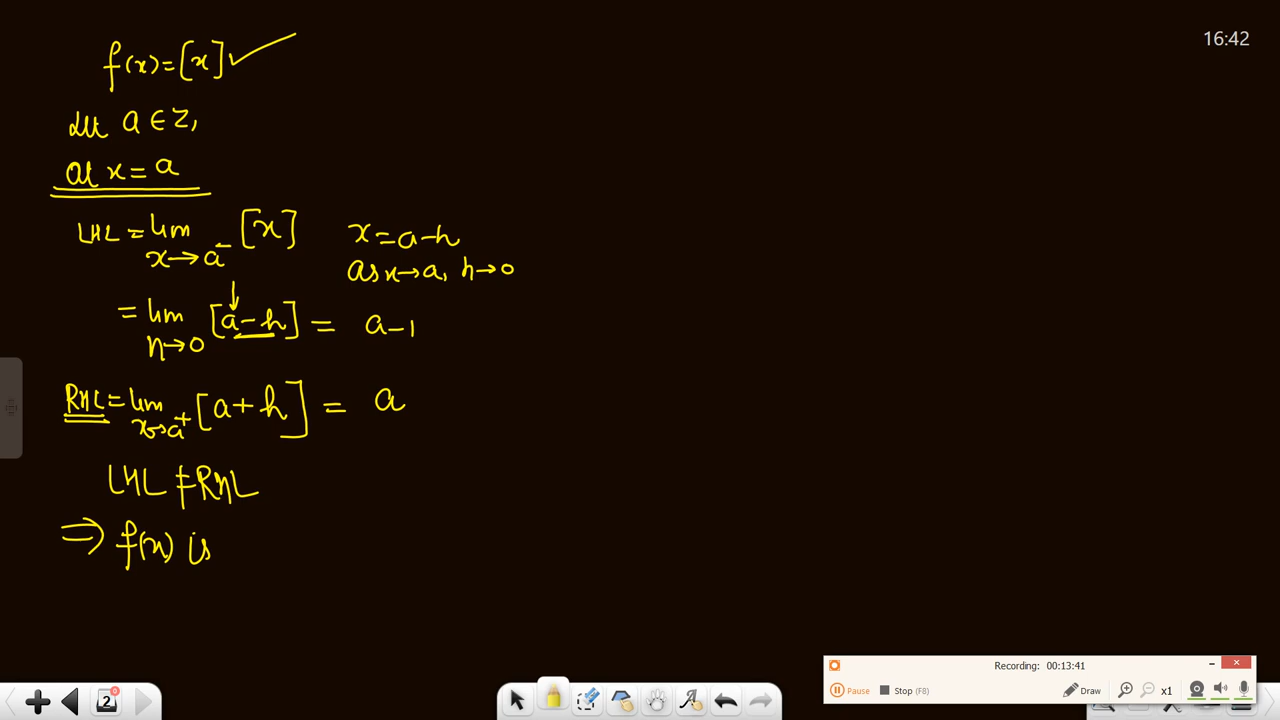 16:42
f(x)=[x]
Let a ∈ Z,
At x = a
LHL = lim [x]    x = a-h
x→a⁻    as x→a, h→0
= lim [a-h] = a-1
h→0
RHL = lim [a+h] = a
x→a⁺
LHL ≠ RHL
⇒ f(x) is
Recording: 00:13:41
Pause Stop (F8) Draw x1
2 0